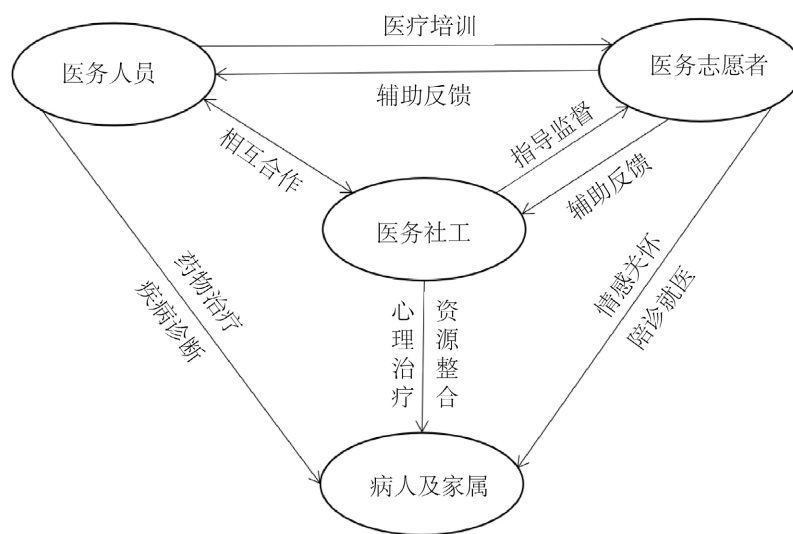 医疗培训
医务人员
医务志愿者
辅助反馈
相互合作
指导监督
辅助反馈
医务社工
药物治疗
疾病诊断
心理治疗
资源整合
情感关怀
陪诊就医
病人及家属